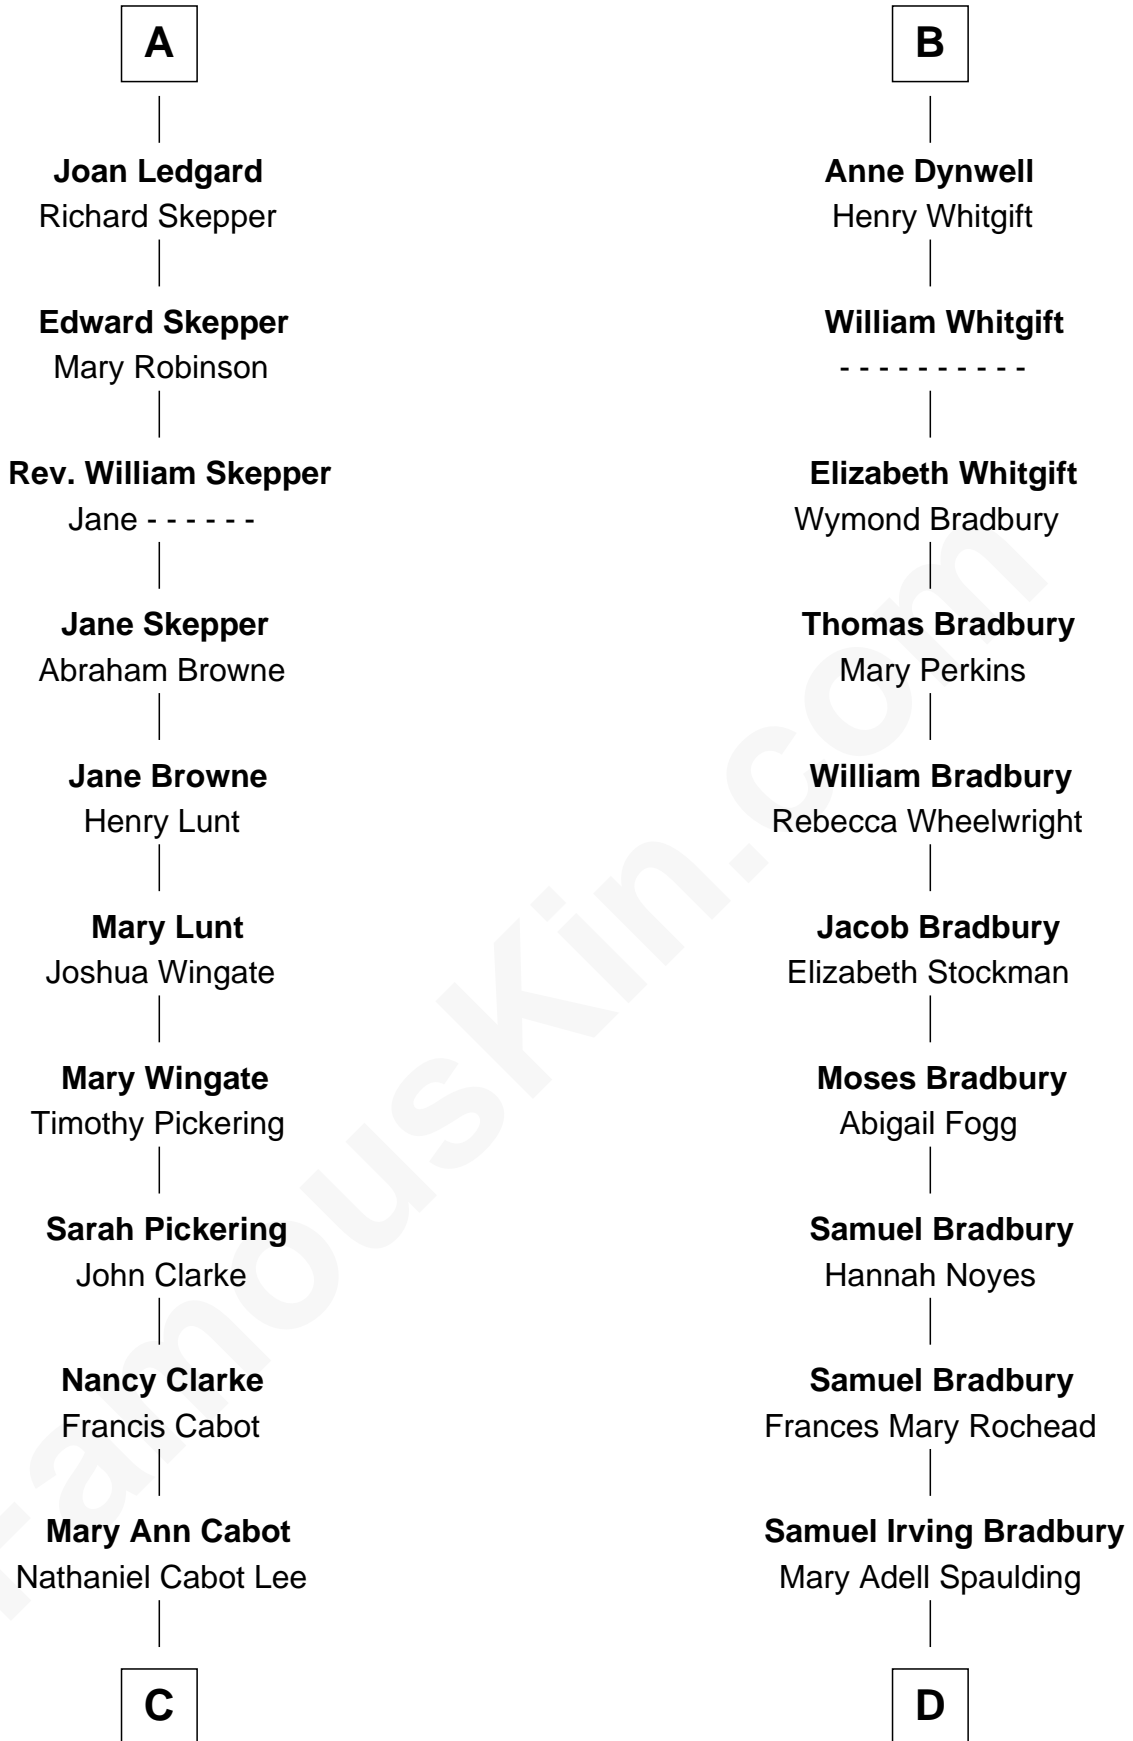 A
Joan Ledgard
Richard Skepper
Edward Skepper
Mary Robinson
Rev. William Skepper
Jane - - - - - -
Jane Skepper
Abraham Browne
Jane Browne
Henry Lunt
Mary Lunt
Joshua Wingate
Mary Wingate
Timothy Pickering
Sarah Pickering
John Clarke
Nancy Clarke
Francis Cabot
Mary Ann Cabot
Nathaniel Cabot Lee
C
B
Anne Dynwell
Henry Whitgift
William Whitgift
- - - - - - - - - -
Elizabeth Whitgift
Wymond Bradbury
Thomas Bradbury
Mary Perkins
William Bradbury
Rebecca Wheelwright
Jacob Bradbury
Elizabeth Stockman
Moses Bradbury
Abigail Fogg
Samuel Bradbury
Hannah Noyes
Samuel Bradbury
Frances Mary Rochead
Samuel Irving Bradbury
Mary Adell Spaulding
D
FamousKin.com